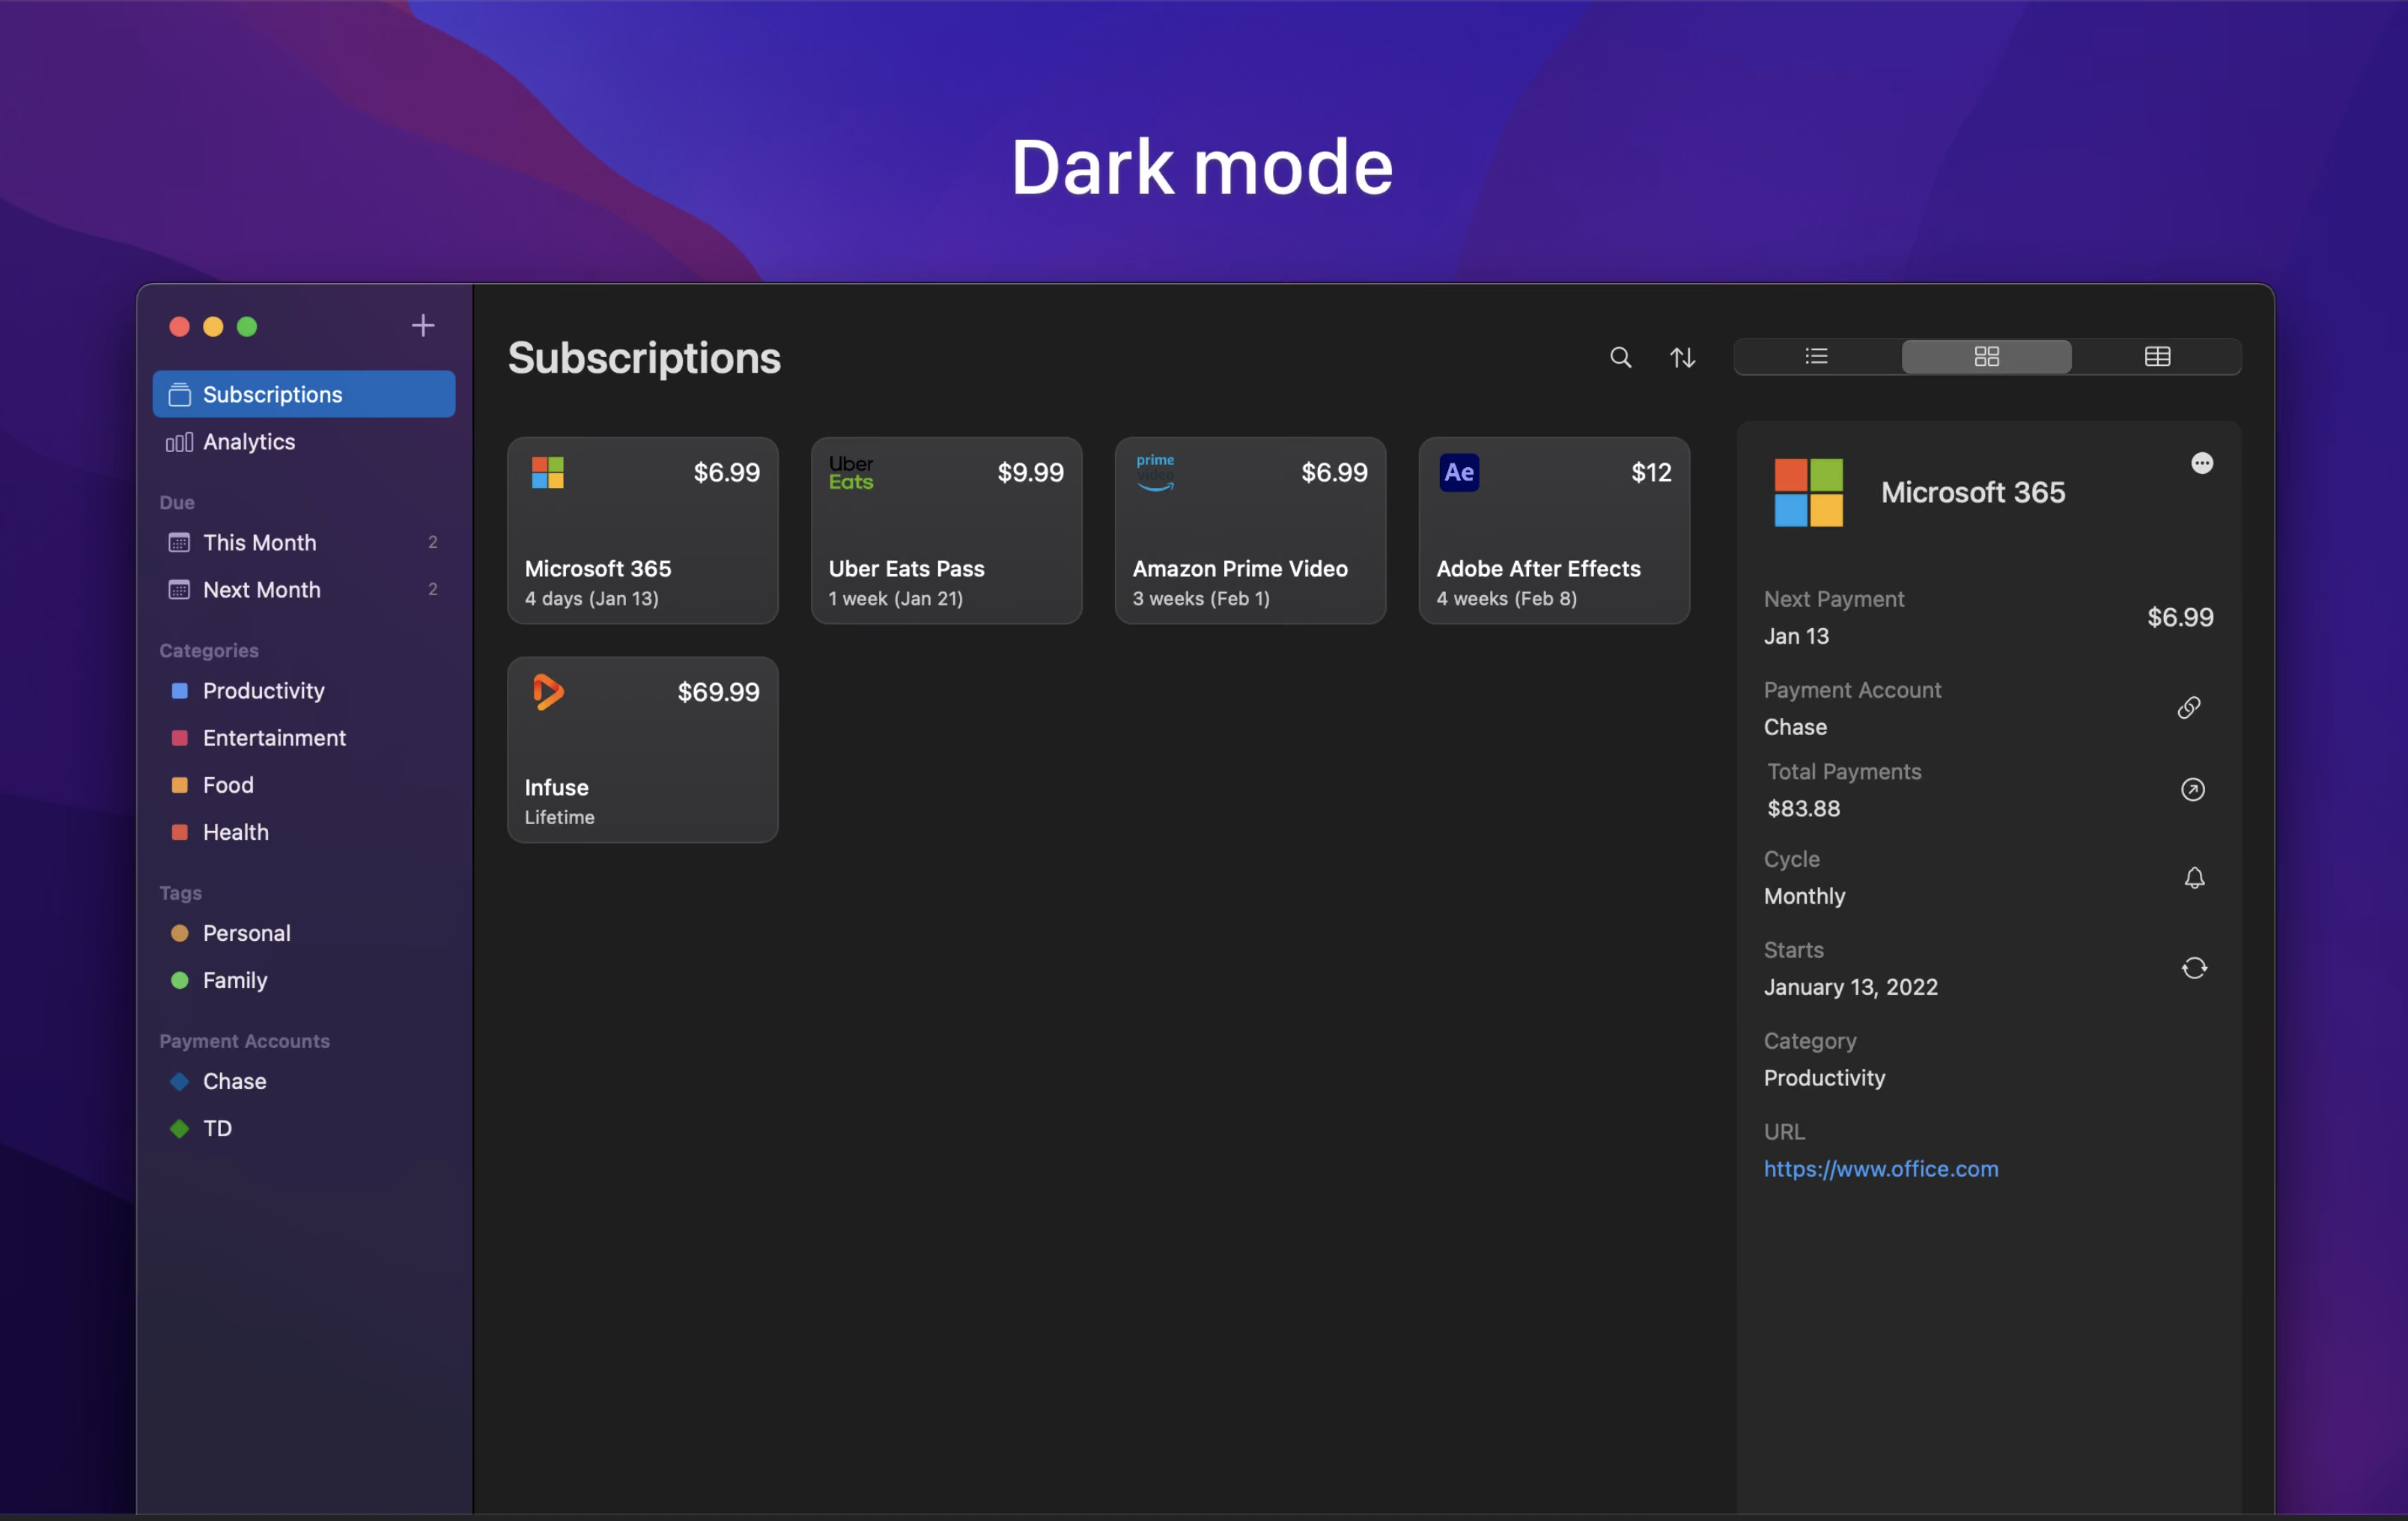 Dark mode
Subscriptions
Analytics
Due
This Month 2
Next Month 2
Categories
Productivity
Entertainment
Food
Health
Tags
Personal
Family
Payment Accounts
Chase
TD
Subscriptions
$6.99
Microsoft 365
4 days (Jan 13)
Uber
Eats
$9.99
Uber Eats Pass
1 week (Jan 21)
prime
video
$6.99
Amazon Prime Video
3 weeks (Feb 1)
Ae
$12
Adobe After Effects
4 weeks (Feb 8)
$69.99
Infuse
Lifetime
Microsoft 365
Next Payment
Jan 13
$6.99
Payment Account
Chase
Total Payments
$83.88
Cycle
Monthly
Starts
January 13, 2022
Category
Productivity
URL
https://www.office.com